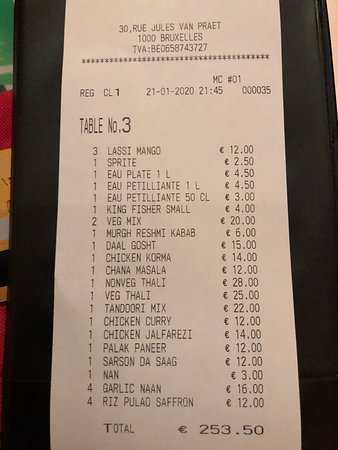 30,RUE JULES VAN PRAET
1000 BRUXELLES
TVA:BE0658743727
****************************************
MC #01
REG CL1 21-01-2020 21:45 000035
TABLE No.3
3 LASSI MANGO € 12.00
1 SPRITE € 2.50
1 EAU PLATE 1 L € 4.50
1 EAU PETILLIANTE 1 L € 4.50
1 EAU PETILLIANTE 50 CL € 3.00
1 KING FISHER SMALL € 4.00
2 VEG MIX € 20.00
1 MURGH RESHMI KABAB € 6.00
1 DAAL GOSHT € 15.00
1 CHICKEN KORMA € 14.00
1 CHANA MASALA € 12.00
1 NONVEG THALI € 28.00
1 VEG THALI € 25.00
1 TANDOORI MIX € 22.00
1 CHICKEN CURRY € 12.00
1 CHICKEN JALFAREZI € 14.00
1 PALAK PANEER € 12.00
1 SARSON DA SAAG € 12.00
1 NAN € 3.00
4 GARLIC NAAN € 16.00
4 RIZ PULAO SAFFRON € 12.00
TOTAL € 253.50